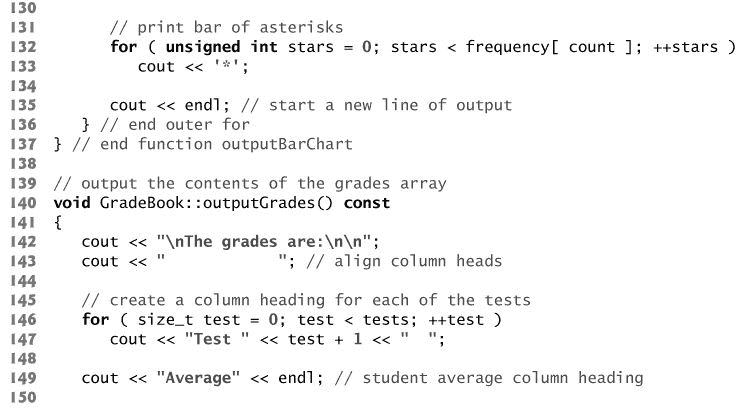 130
131 // print bar of asterisks
132 for ( unsigned int stars = 0; stars < frequency[ count ]; ++stars )
133 cout << '*';
134
135 cout << endl; // start a new line of output
136 } // end outer for
137 } // end function outputBarChart
138
139 // output the contents of the grades array
140 void GradeBook::outputGrades() const
141 {
142 cout << "\nThe grades are:\n\n";
143 cout << "            "; // align column heads
144
145 // create a column heading for each of the tests
146 for ( size_t test = 0; test < tests; ++test )
147 cout << "Test " << test + 1 << "  ";
148
149 cout << "Average" << endl; // student average column heading
150